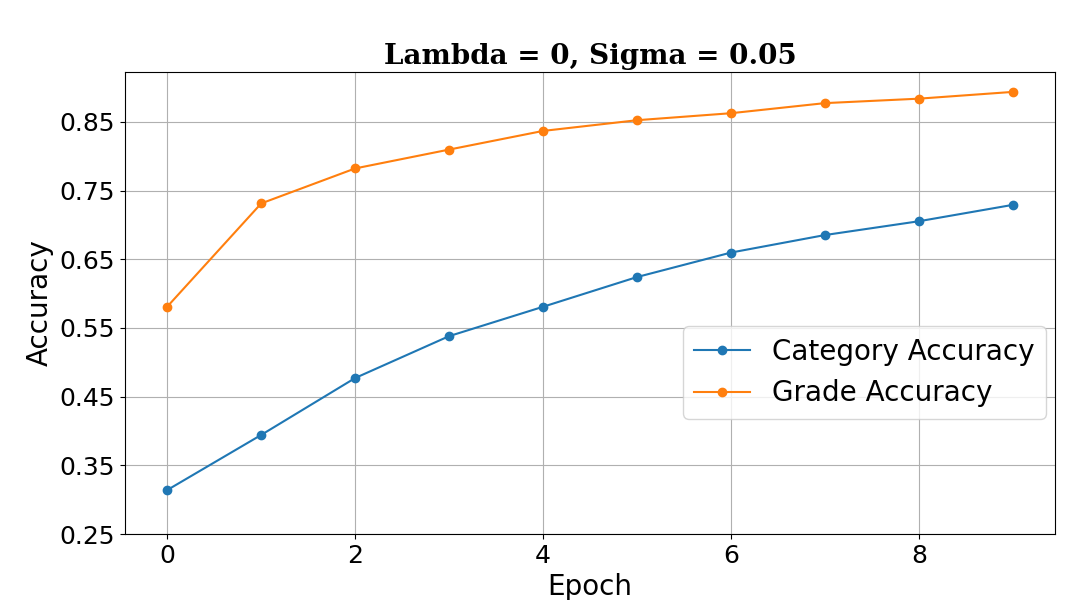 Lambda = 0, Sigma = 0.05
Accuracy
0.85
0.75
0.65
0.55
0.45
0.35
0.25
Category Accuracy
Grade Accuracy
0 2 4 6 8
Epoch